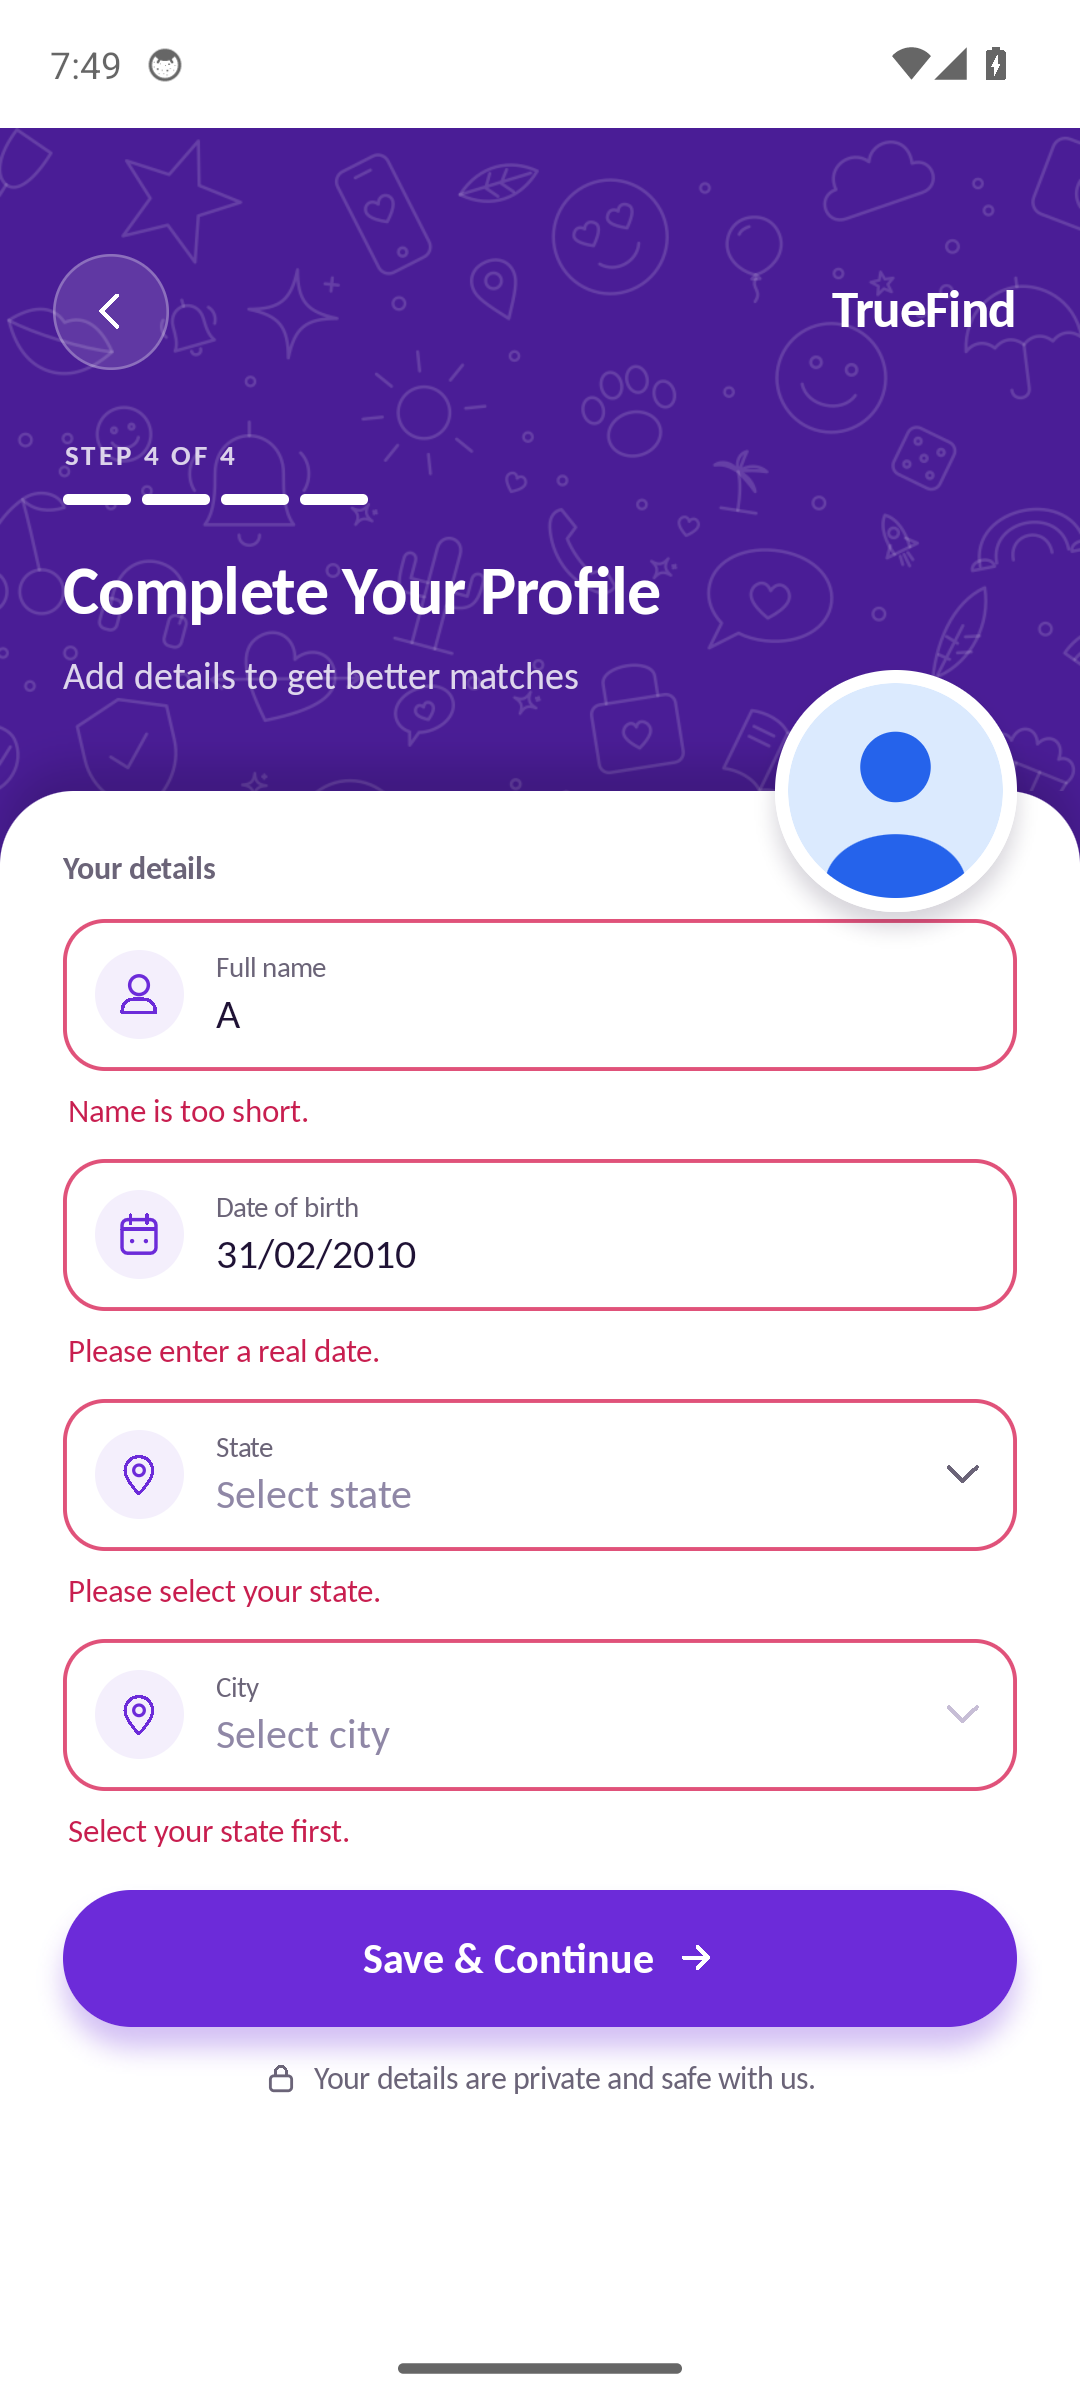 7:49
TrueFind
STEP 4 OF 4
Complete Your Profile
Add details to get better matches
Your details
Full name
A
Name is too short.
Date of birth
31/02/2010
Please enter a real date.
State
Select state
Please select your state.
City
Select city
Select your state first.
Save & Continue
Your details are private and safe with us.